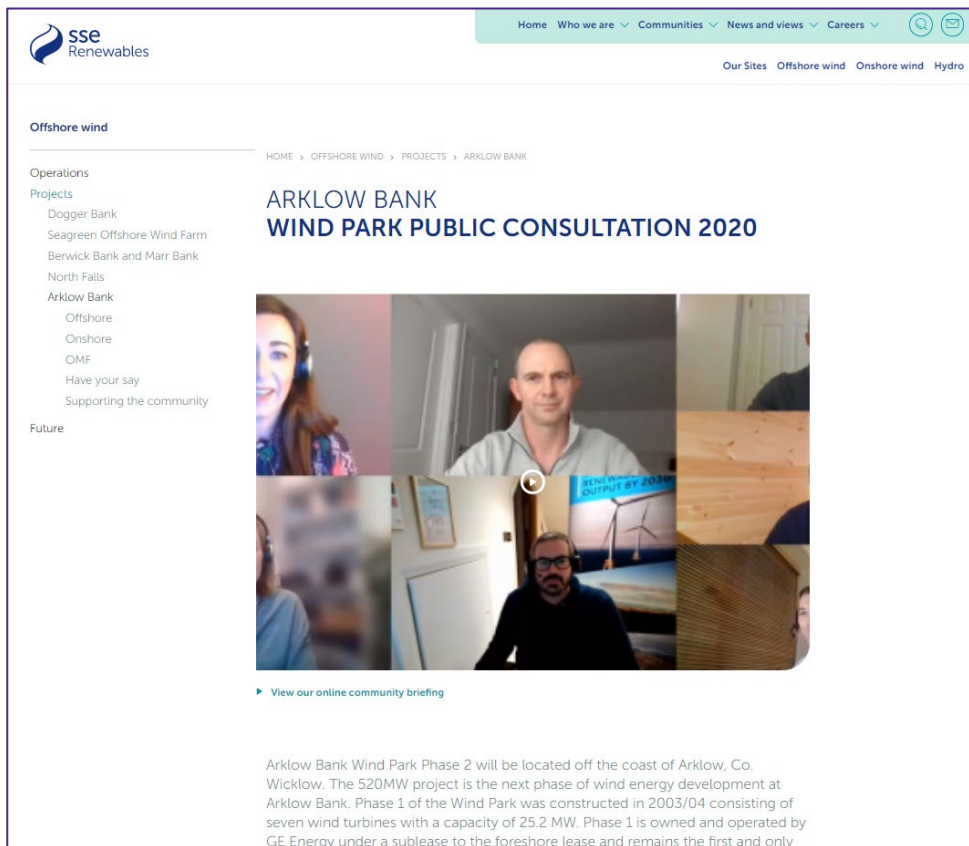 sse
Renewables
Home Who we are Communities News and views Careers
Our Sites Offshore wind Onshore wind Hydro
Offshore wind
Operations
Projects
Dogger Bank
Seagreen Offshore Wind Farm
Berwick Bank and Marr Bank
North Falls
Arklow Bank
Offshore
Onshore
OMF
Have your say
Supporting the community
Future
HOME > OFFSHORE WIND > PROJECTS > ARKLOW BANK
ARKLOW BANK
WIND PARK PUBLIC CONSULTATION 2020
OUTPUT BY 2030
View our online community briefing
Arklow Bank Wind Park Phase 2 will be located off the coast of Arklow, Co.
Wicklow. The 520MW project is the next phase of wind energy development at
Arklow Bank. Phase 1 of the Wind Park was constructed in 2003/04 consisting of
seven wind turbines with a capacity of 25.2 MW. Phase 1 is owned and operated by
GE Energy under a sublease to the foreshore lease and remains the first and only